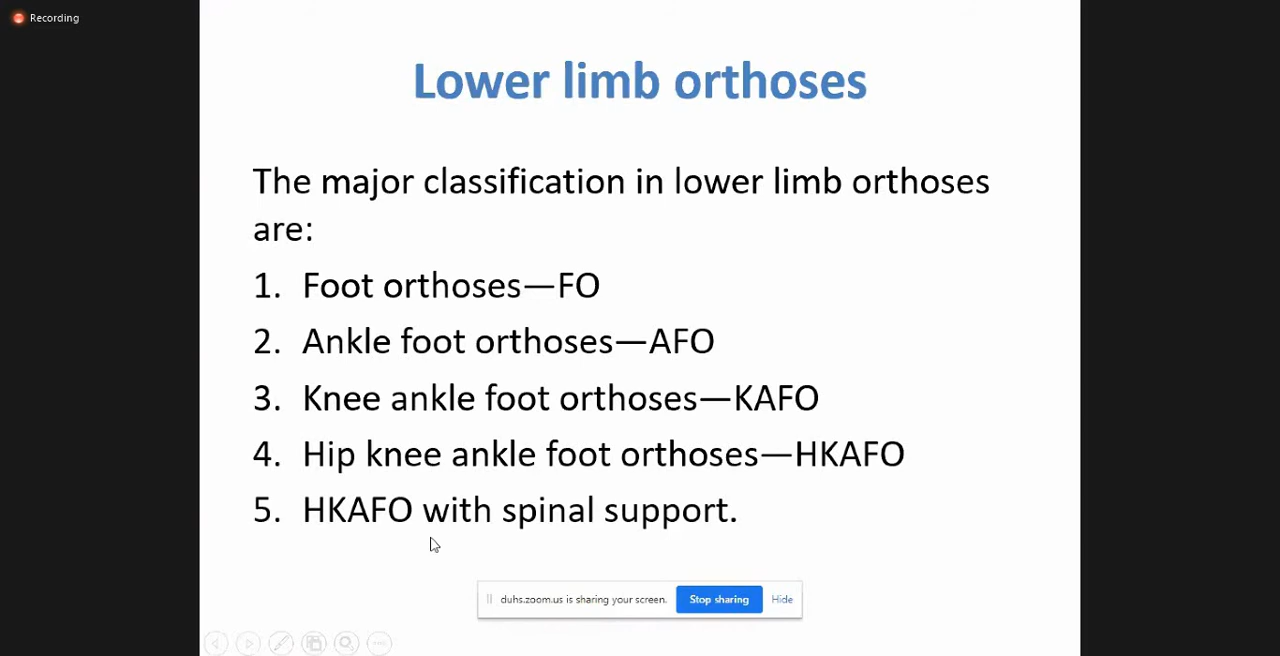 Recording
Lower limb orthoses
The major classification in lower limb orthoses
are:
1. Foot orthoses—FO
2. Ankle foot orthoses—AFO
3. Knee ankle foot orthoses—KAFO
4. Hip knee ankle foot orthoses—HKAFO
5. HKAFO with spinal support.
duhs.zoom.us is sharing your screen. Stop sharing Hide